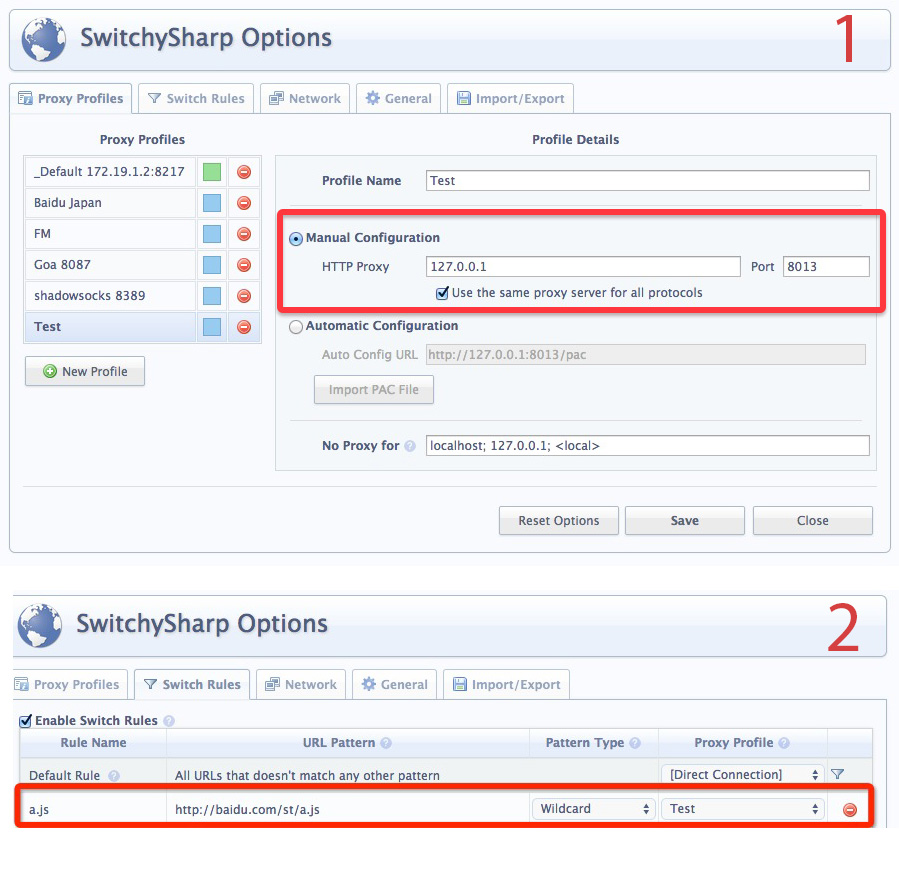 SwitchySharp Options 1
Proxy Profiles Switch Rules Network General Import/Export
Proxy Profiles
_Default 172.19.1.2:8217
Baidu Japan
FM
Goa 8087
shadowsocks 8389
Test
New Profile
Profile Details
Profile Name Test
Manual Configuration
HTTP Proxy 127.0.0.1 Port 8013
Use the same proxy server for all protocols
Automatic Configuration
Auto Config URL http://127.0.0.1:8013/pac
Import PAC File
No Proxy for ? localhost; 127.0.0.1; <local>
Reset Options Save Close
SwitchySharp Options 2
Proxy Profiles Switch Rules Network General Import/Export
Enable Switch Rules ?
Rule Name URL Pattern ? Pattern Type ? Proxy Profile ?
Default Rule ? All URLs that doesn't match any other pattern [Direct Connection]
a.js http://baidu.com/st/a.js Wildcard Test